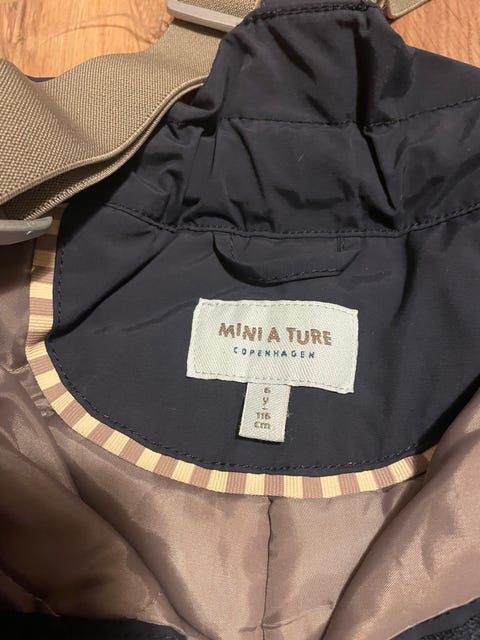 MINI A TURE
COPENHAGEN
6
y
-
116
cm